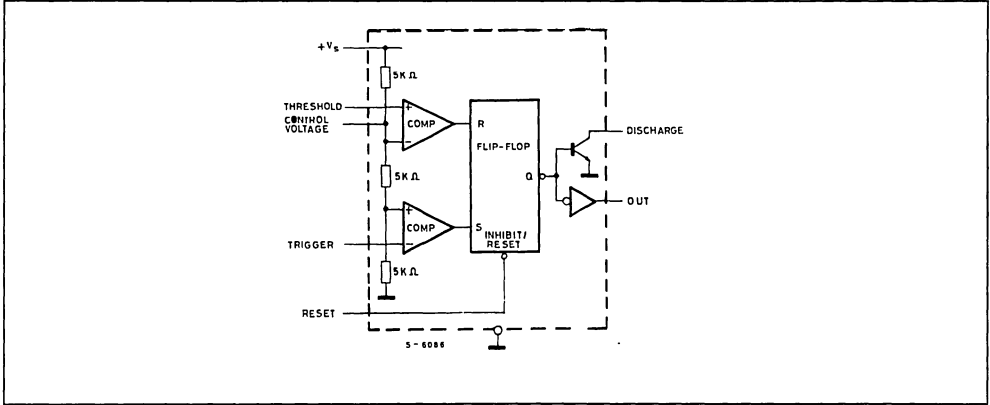 +Vs
5KΩ
THRESHOLD
CONTROL
VOLTAGE
+
COMP
-
R
FLIP-FLOP
DISCHARGE
5KΩ
Q
OUT
+
COMP
-
S
INHIBIT/
RESET
TRIGGER
5KΩ
RESET
5-6086